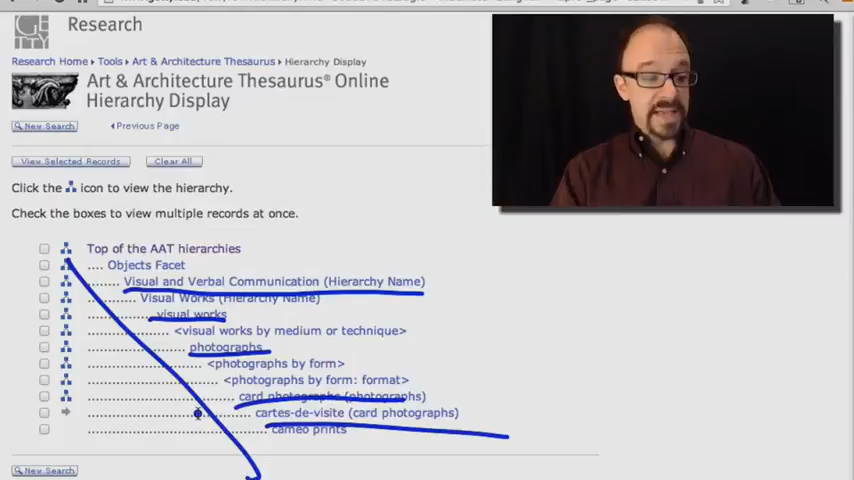 GETTY
Research
Research Home ▸ Tools ▸ Art & Architecture Thesaurus ▸ Hierarchy Display
Art & Architecture Thesaurus® Online
Hierarchy Display
New Search
Previous Page
View Selected Records Clear All
Click the icon to view the hierarchy.
Check the boxes to view multiple records at once.
Top of the AAT hierarchies
.... Objects Facet
........ Visual and Verbal Communication (Hierarchy Name)
............ Visual Works (Hierarchy Name)
................ visual works
.................... <visual works by medium or technique>
........................ photographs
............................ <photographs by form>
................................ <photographs by form: format>
.................................... card photographs (photographs)
........................................ cartes-de-visite (card photographs)
............................................ cameo prints
New Search